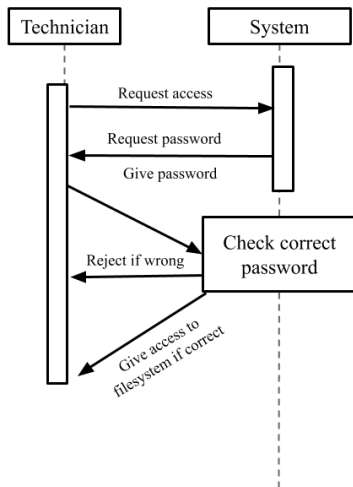 Technician
System
Request access
Request password
Give password
Check correct
password
Reject if wrong
Give access to
filesystem if correct